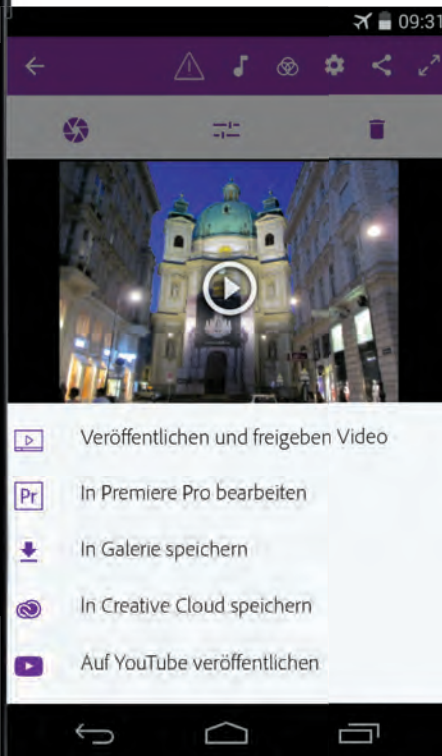 09:31
Veröffentlichen und freigeben Video
Pr
In Premiere Pro bearbeiten
In Galerie speichern
In Creative Cloud speichern
Auf YouTube veröffentlichen